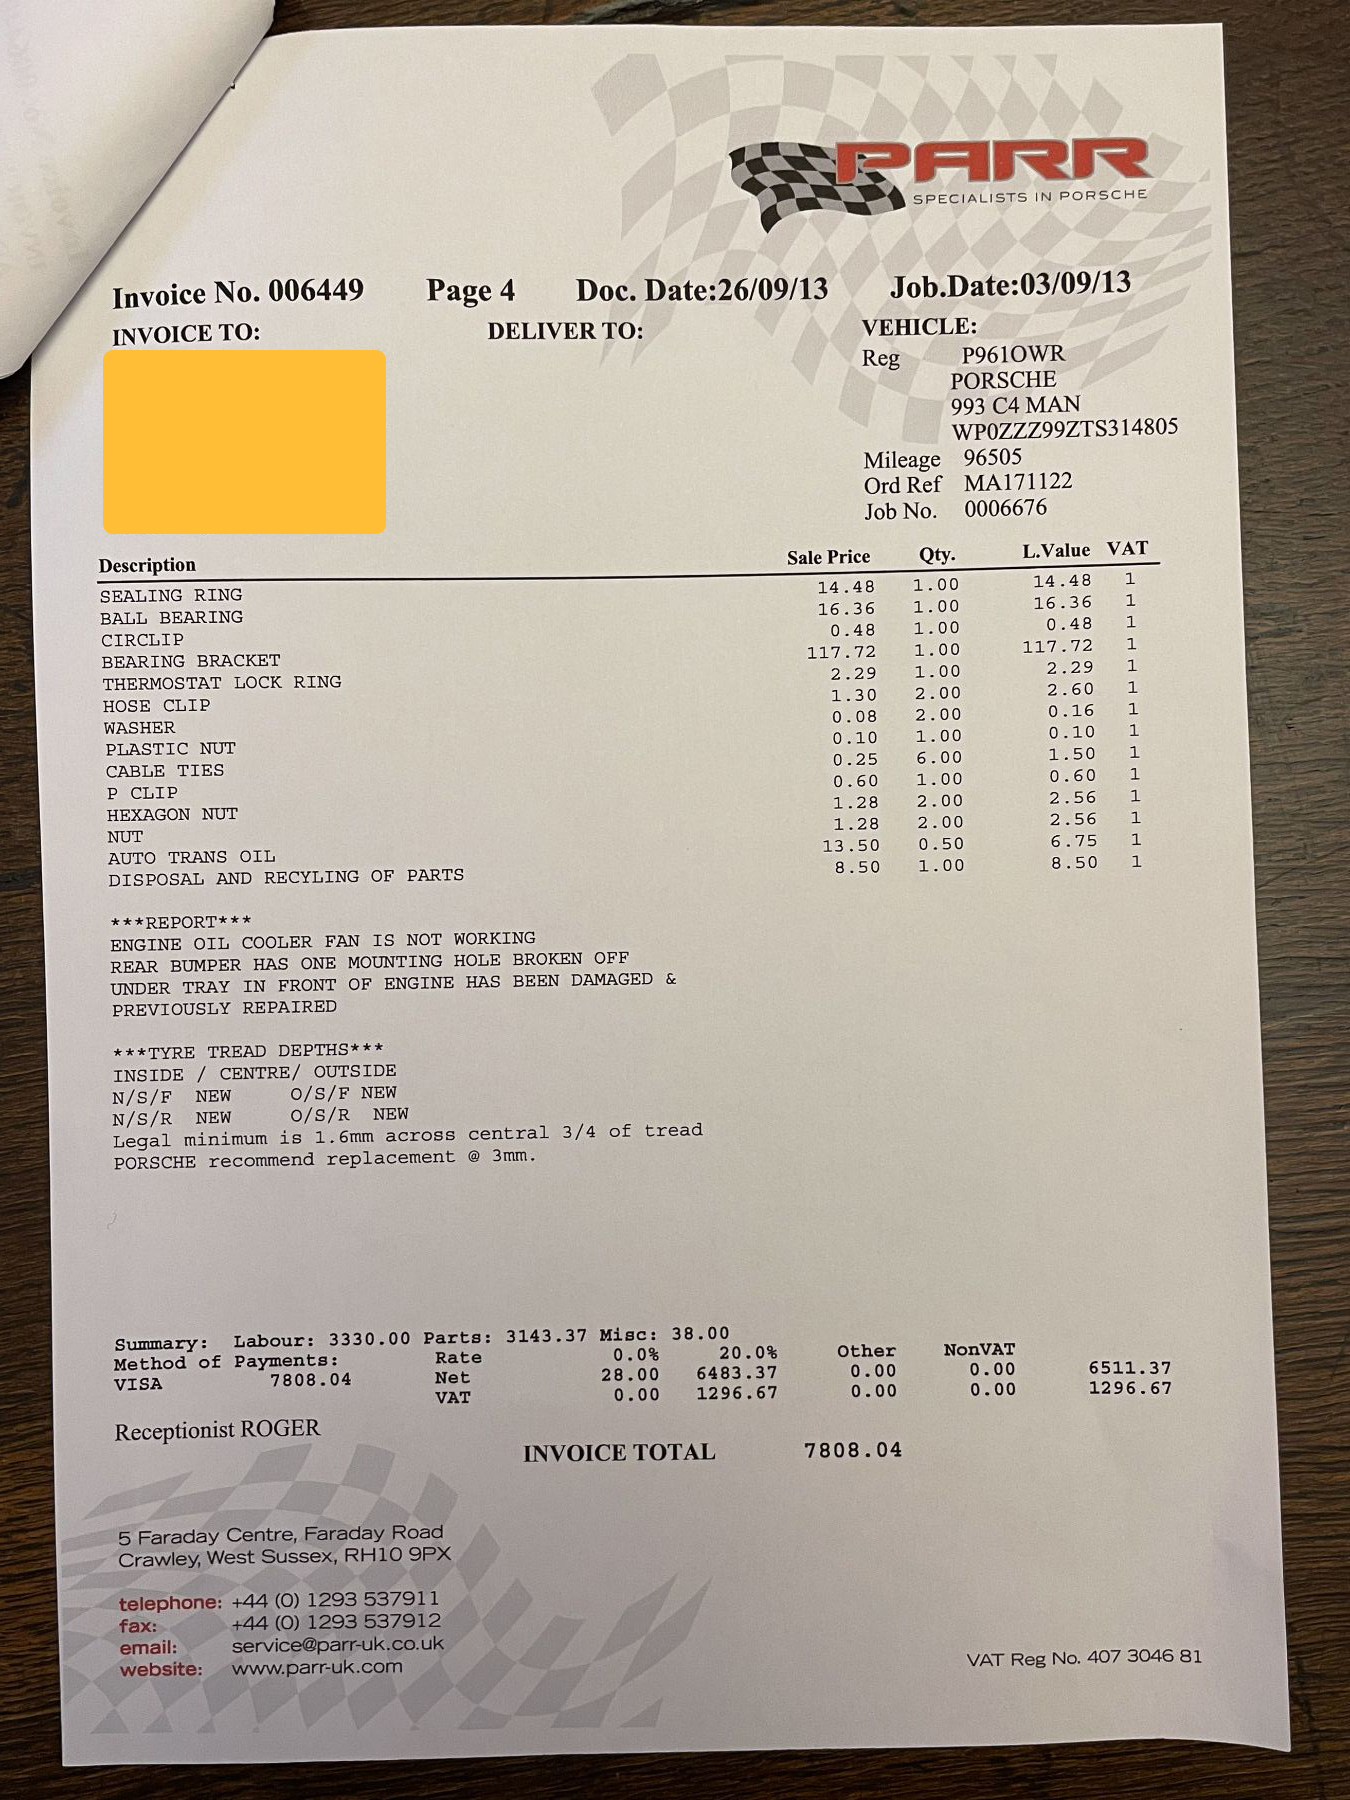 PARR
SPECIALISTS IN PORSCHE
Invoice No. 006449 Page 4 Doc. Date:26/09/13 Job.Date:03/09/13
INVOICE TO: DELIVER TO: VEHICLE:
Reg P961OWR
PORSCHE
993 C4 MAN
WP0ZZZ99ZTS314805
Mileage 96505
Ord Ref MA171122
Job No. 0006676
Description Sale Price Qty. L.Value VAT
SEALING RING 14.48 1.00 14.48 1
BALL BEARING 16.36 1.00 16.36 1
CIRCLIP 0.48 1.00 0.48 1
BEARING BRACKET 117.72 1.00 117.72 1
THERMOSTAT LOCK RING 2.29 1.00 2.29 1
HOSE CLIP 1.30 2.00 2.60 1
WASHER 0.08 2.00 0.16 1
PLASTIC NUT 0.10 1.00 0.10 1
CABLE TIES 0.25 6.00 1.50 1
P CLIP 0.60 1.00 0.60 1
HEXAGON NUT 1.28 2.00 2.56 1
NUT 1.28 2.00 2.56 1
AUTO TRANS OIL 13.50 0.50 6.75 1
DISPOSAL AND RECYLING OF PARTS 8.50 1.00 8.50 1
***REPORT***
ENGINE OIL COOLER FAN IS NOT WORKING
REAR BUMPER HAS ONE MOUNTING HOLE BROKEN OFF
UNDER TRAY IN FRONT OF ENGINE HAS BEEN DAMAGED &
PREVIOUSLY REPAIRED
***TYRE TREAD DEPTHS***
INSIDE / CENTRE/ OUTSIDE
N/S/F NEW O/S/F NEW
N/S/R NEW O/S/R NEW
Legal minimum is 1.6mm across central 3/4 of tread
PORSCHE recommend replacement @ 3mm.
Summary: Labour: 3330.00 Parts: 3143.37 Misc: 38.00
Method of Payments: Rate 0.0% 20.0% Other NonVAT
VISA 7808.04 Net 28.00 6483.37 0.00 0.00 6511.37
VAT 0.00 1296.67 0.00 0.00 1296.67
Receptionist ROGER
INVOICE TOTAL 7808.04
5 Faraday Centre, Faraday Road
Crawley, West Sussex, RH10 9PX
telephone: +44 (0) 1293 537911
fax: +44 (0) 1293 537912
email: service@parr-uk.co.uk
website: www.parr-uk.com
VAT Reg No. 407 3046 81